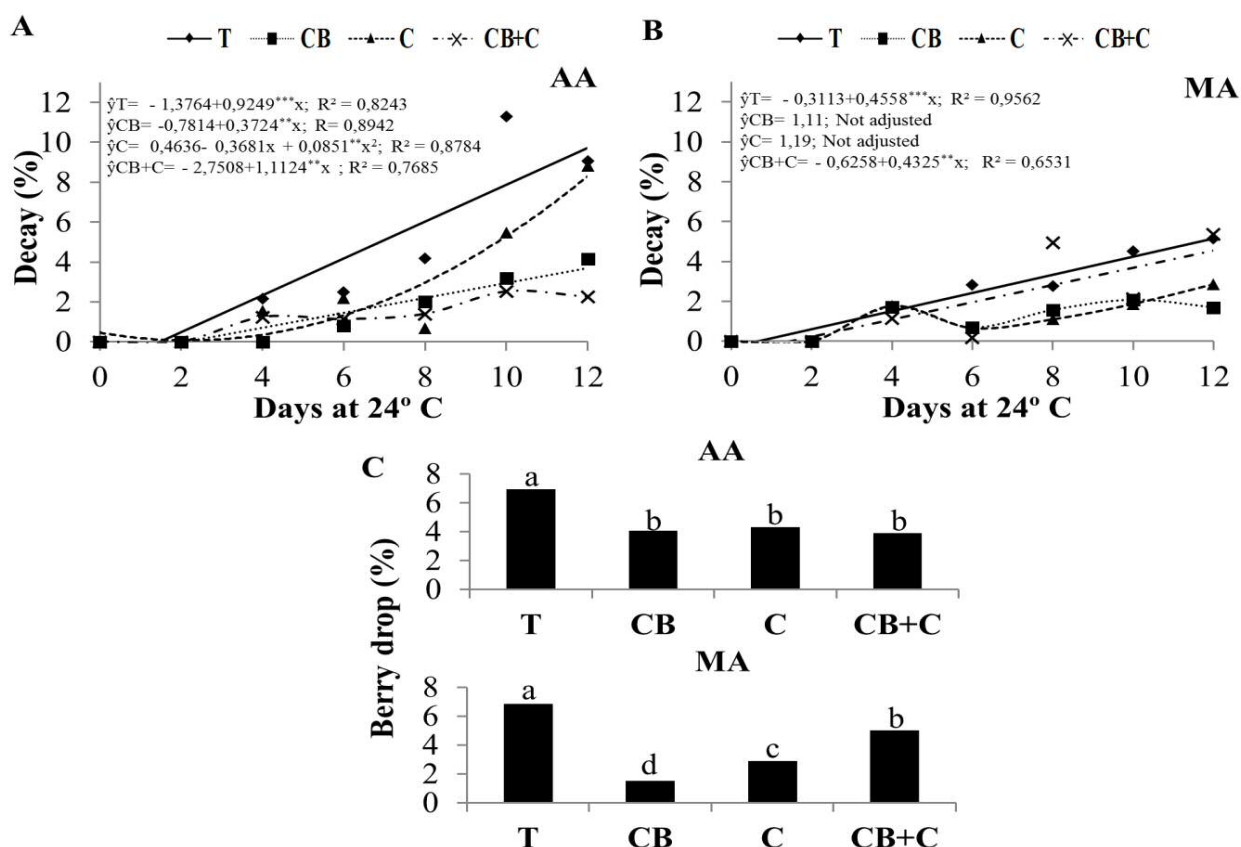 A
T CB C CB+C
AA
ŷT= - 1,3764+0,9249***x; R² = 0,8243
ŷCB= -0,7814+0,3724**x; R= 0,8942
ŷC= 0,4636- 0,3681x + 0,0851**x²; R² = 0,8784
ŷCB+C= - 2,7508+1,1124**x ; R² = 0,7685
Decay (%)
12
10
8
6
4
2
0
0 2 4 6 8 10 12
Days at 24º C
B
T CB C CB+C
MA
ŷT= - 0,3113+0,4558***x; R² = 0,9562
ŷCB= 1,11; Not adjusted
ŷC= 1,19; Not adjusted
ŷCB+C= - 0,6258+0,4325**x; R² = 0,6531
Decay (%)
12
10
8
6
4
2
0
0 2 4 6 8 10 12
Days at 24º C
C
AA
Berry drop (%)
8
6
4
2
0
a b b b
T CB C CB+C
MA
8
6
4
2
0
a d c b
T CB C CB+C